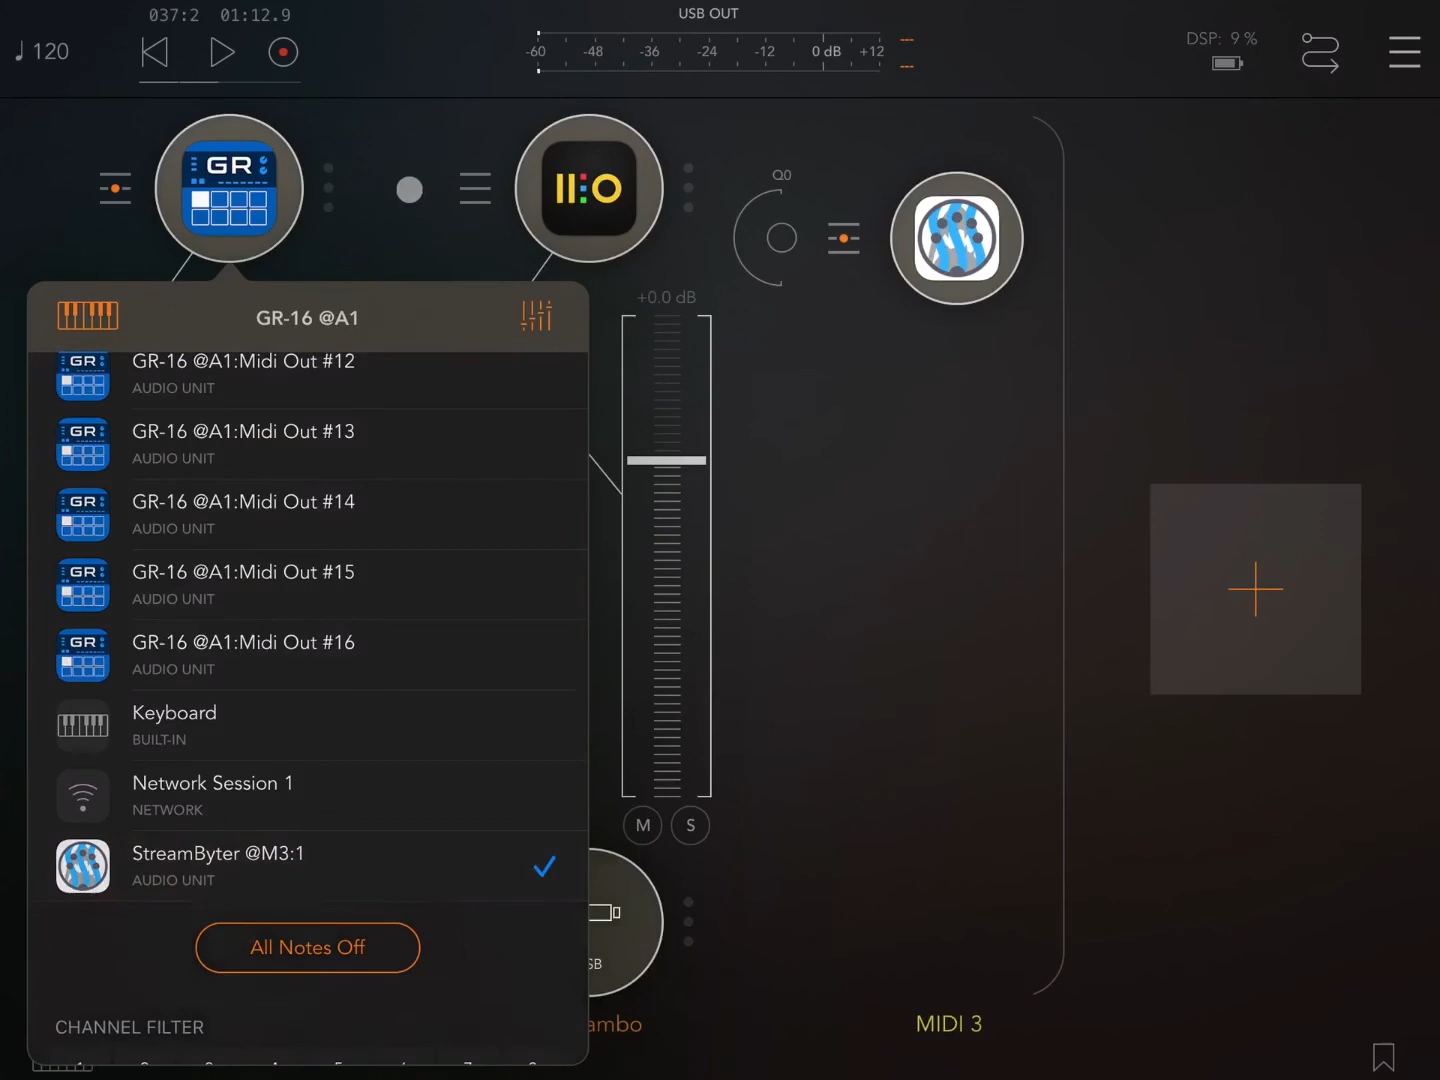 037:2 01:12.9
♩ 120
USB OUT
-60 -48 -36 -24 -12 0 dB +12
DSP: 9 %
GR
Q0
GR-16 @A1
+0.0 dB
GR-16 @A1:Midi Out #12
AUDIO UNIT
GR-16 @A1:Midi Out #13
AUDIO UNIT
GR-16 @A1:Midi Out #14
AUDIO UNIT
GR-16 @A1:Midi Out #15
AUDIO UNIT
GR-16 @A1:Midi Out #16
AUDIO UNIT
Keyboard
BUILT-IN
Network Session 1
NETWORK
StreamByter @M3:1
AUDIO UNIT
M S
All Notes Off
SB
CHANNEL FILTER
ambo
MIDI 3